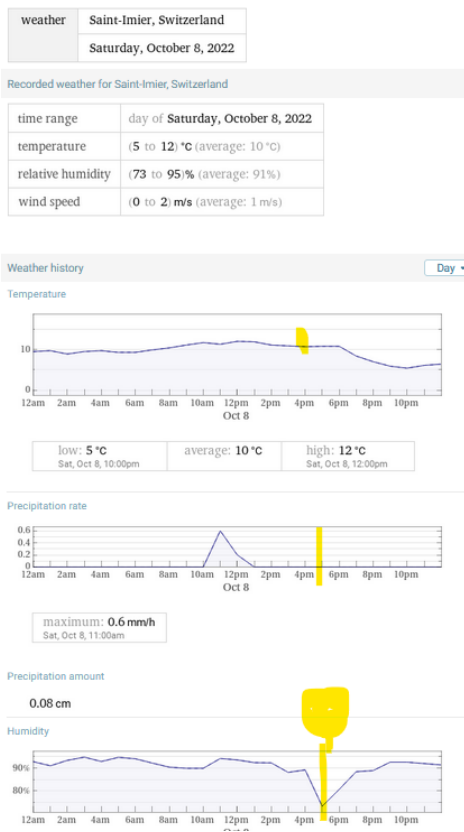 weather
Saint-Imier, Switzerland
Saturday, October 8, 2022
Recorded weather for Saint-Imier, Switzerland
time range day of Saturday, October 8, 2022
temperature (5 to 12) °C (average: 10 °C)
relative humidity (73 to 95)% (average: 91%)
wind speed (0 to 2) m/s (average: 1 m/s)
Weather history Day
Temperature
10
0
12am 2am 4am 6am 8am 10am 12pm 2pm 4pm 6pm 8pm 10pm
Oct 8
low: 5 °C average: 10 °C high: 12 °C
Sat, Oct 8, 10:00pm Sat, Oct 8, 12:00pm
Precipitation rate
0.6
0.4
0.2
0
12am 2am 4am 6am 8am 10am 12pm 2pm 4pm 6pm 8pm 10pm
Oct 8
maximum: 0.6 mm/h
Sat, Oct 8, 11:00am
Precipitation amount
0.08 cm
Humidity
90%
80%
12am 2am 4am 6am 8am 10am 12pm 2pm 4pm 6pm 8pm 10pm
Oct 8